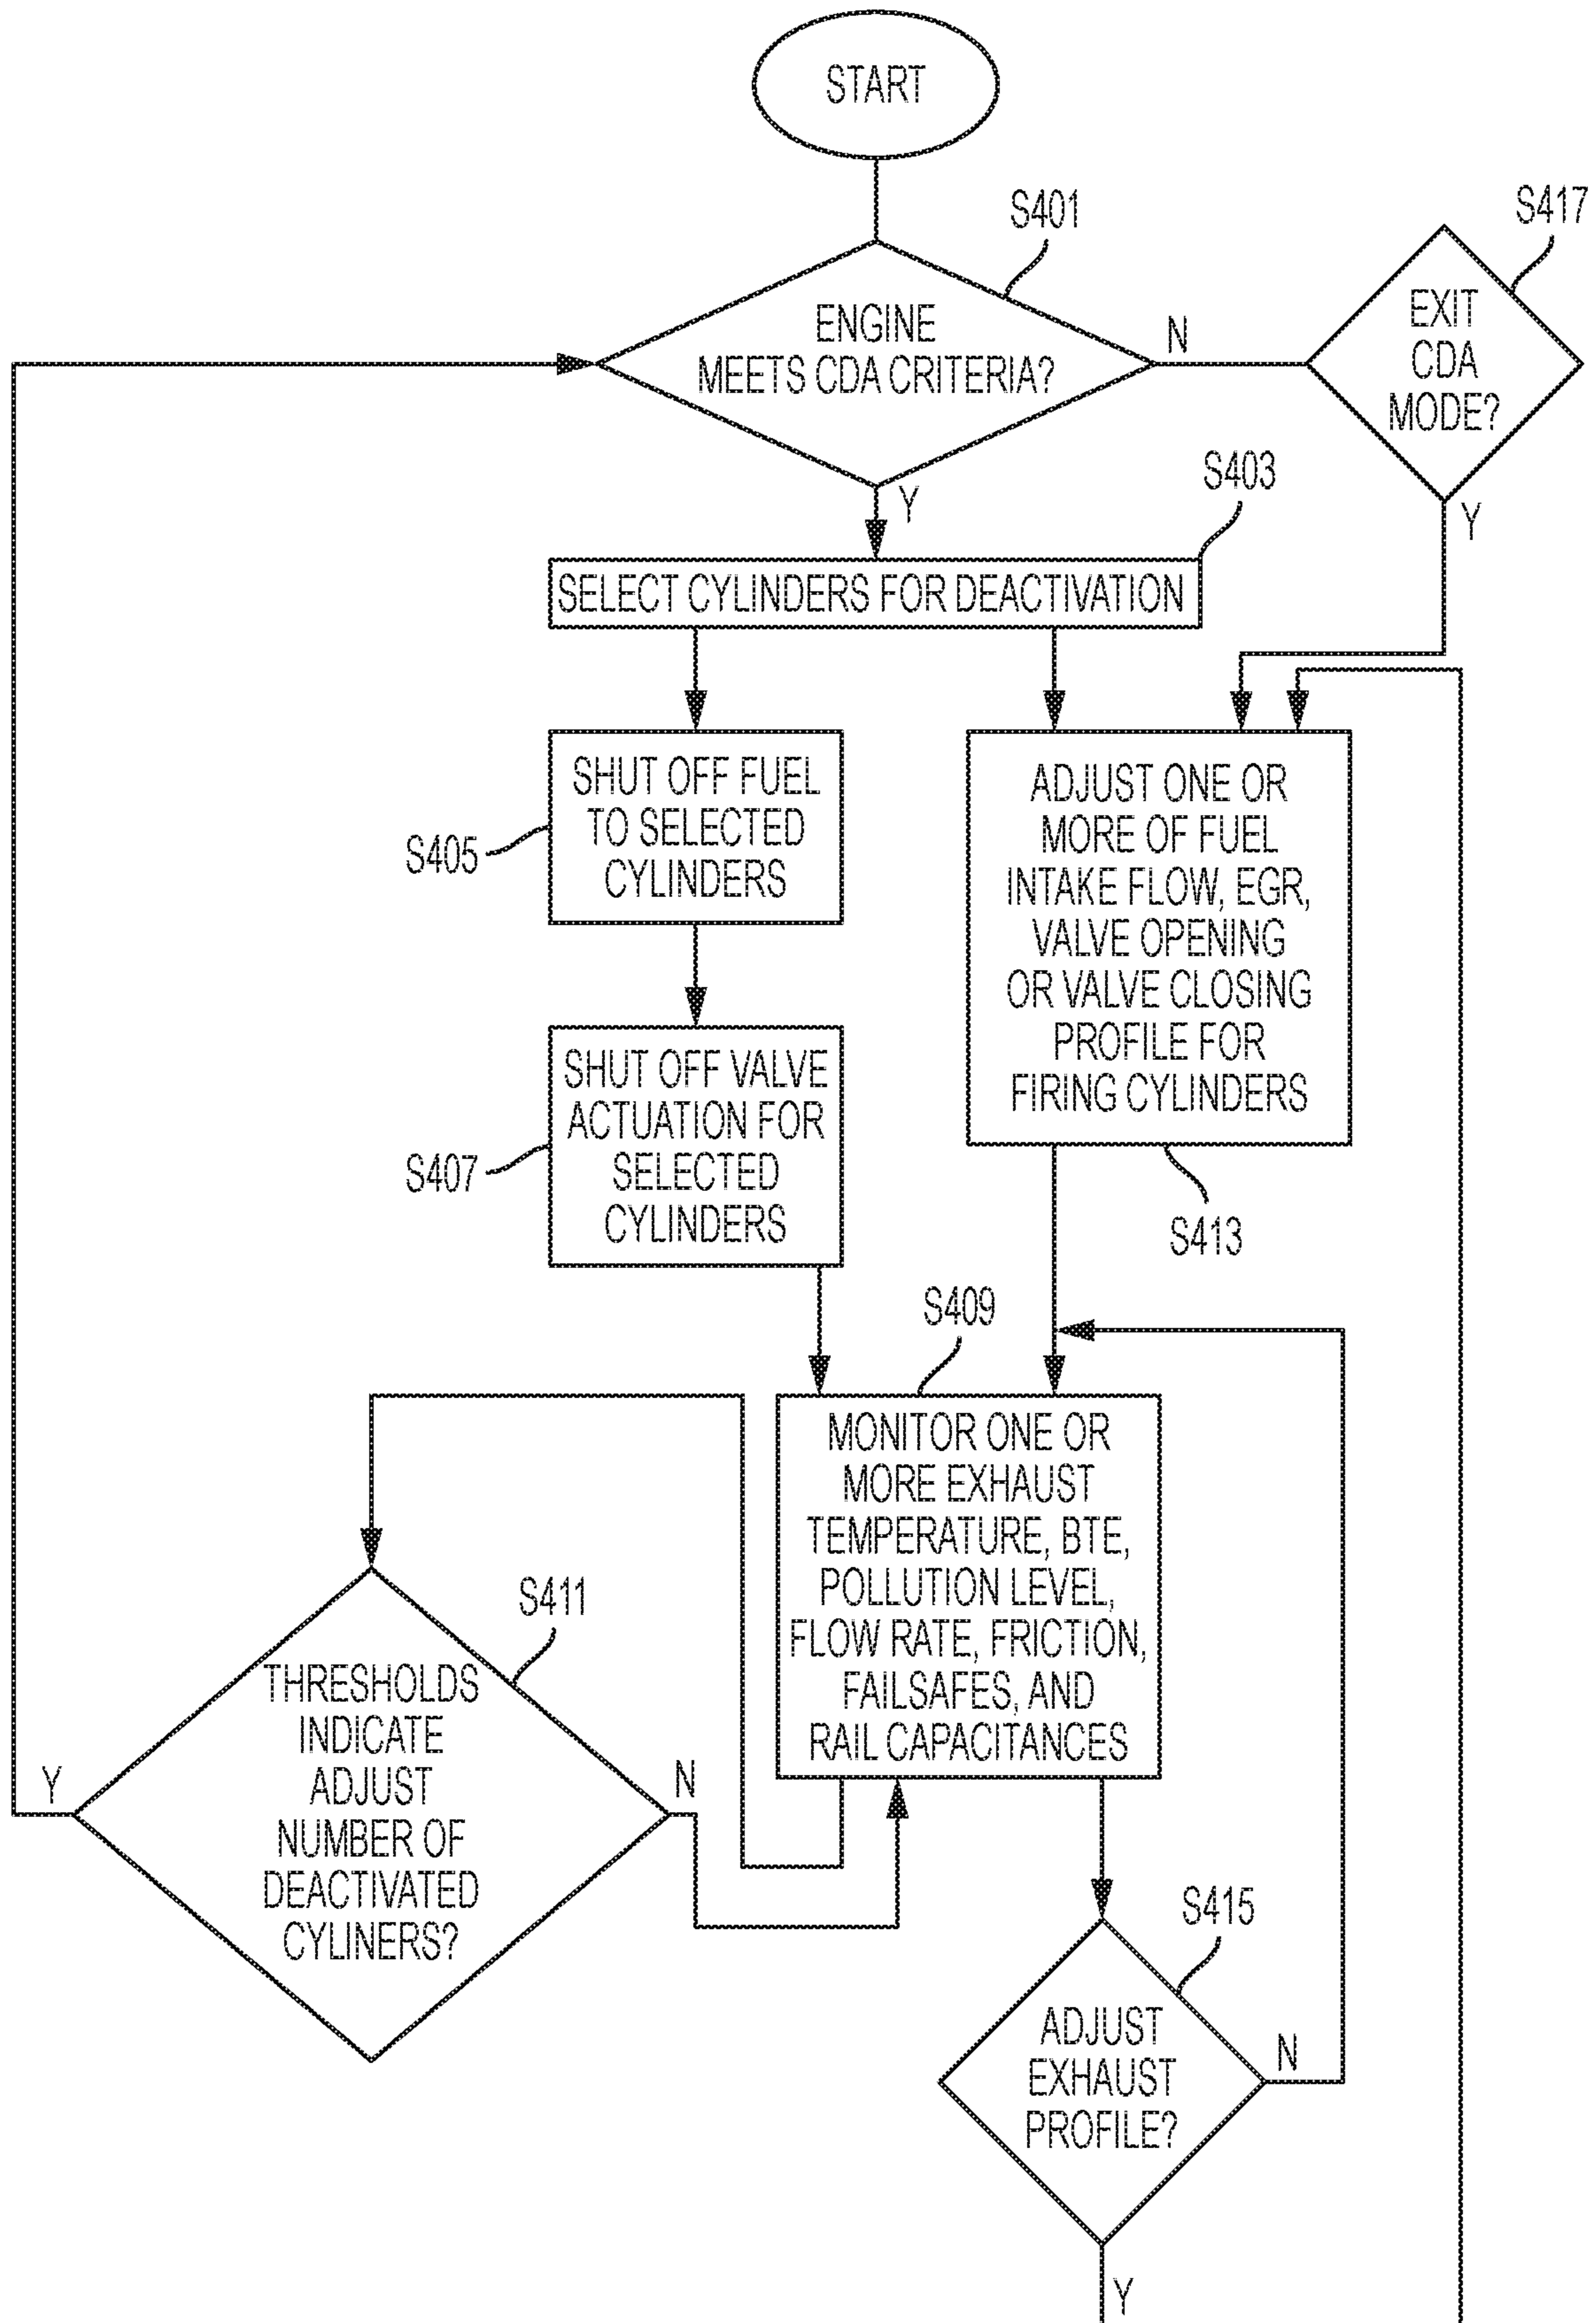 START
S401
S417
ENGINE
MEETS CDA CRITERIA?
N
EXIT
CDA
MODE?
Y
Y
S403
SELECT CYLINDERS FOR DEACTIVATION
SHUT OFF FUEL
TO SELECTED
CYLINDERS
S405
ADJUST ONE OR
MORE OF FUEL
INTAKE FLOW, EGR,
VALVE OPENING
OR VALVE CLOSING
PROFILE FOR
FIRING CYLINDERS
S413
SHUT OFF VALVE
ACTUATION FOR
SELECTED
CYLINDERS
S407
S409
MONITOR ONE OR
MORE EXHAUST
TEMPERATURE, BTE,
POLLUTION LEVEL,
FLOW RATE, FRICTION,
FAILSAFES, AND
RAIL CAPACITANCES
S411
THRESHOLDS
INDICATE
ADJUST
NUMBER OF
DEACTIVATED
CYLINERS?
Y
N
S415
ADJUST
EXHAUST
PROFILE?
N
Y